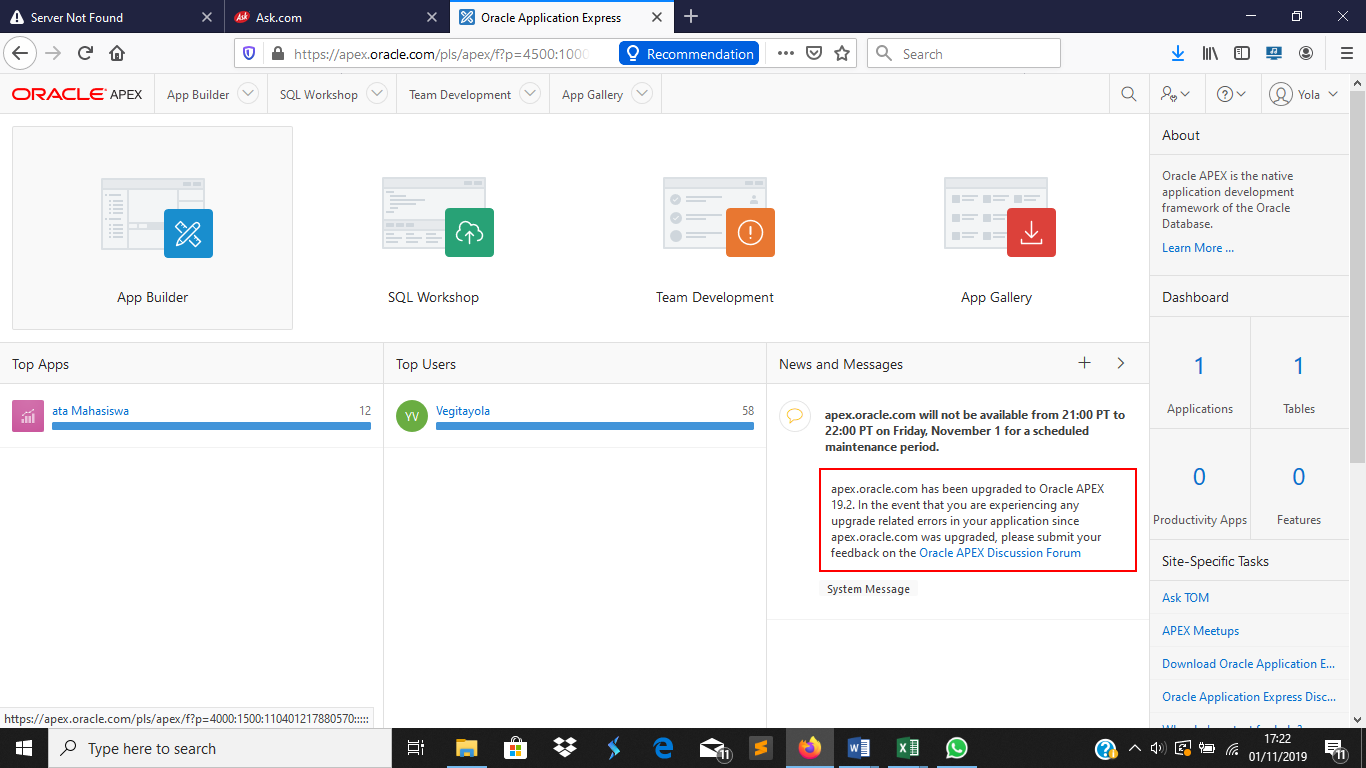 Server Not Found
Ask.com
Oracle Application Express
https://apex.oracle.com/pls/apex/f?p=4500:1000
Recommendation
Search
ORACLE APEX
App Builder
SQL Workshop
Team Development
App Gallery
Yola
App Builder
SQL Workshop
Team Development
App Gallery
About
Oracle APEX is the native
application development
framework of the Oracle
Database.
Learn More ...
Dashboard
1
Applications
1
Tables
0
Productivity Apps
0
Features
Top Apps
ata Mahasiswa
12
Top Users
YV
Vegitayola
58
News and Messages
apex.oracle.com will not be available from 21:00 PT to
22:00 PT on Friday, November 1 for a scheduled
maintenance period.
apex.oracle.com has been upgraded to Oracle APEX
19.2. In the event that you are experiencing any
upgrade related errors in your application since
apex.oracle.com was upgraded, please submit your
feedback on the Oracle APEX Discussion Forum
System Message
Site-Specific Tasks
Ask TOM
APEX Meetups
Download Oracle Application E...
Oracle Application Express Disc...
https://apex.oracle.com/pls/apex/f?p=4000:1500:110401217880570:::::
Type here to search
11
17:22
01/11/2019
11